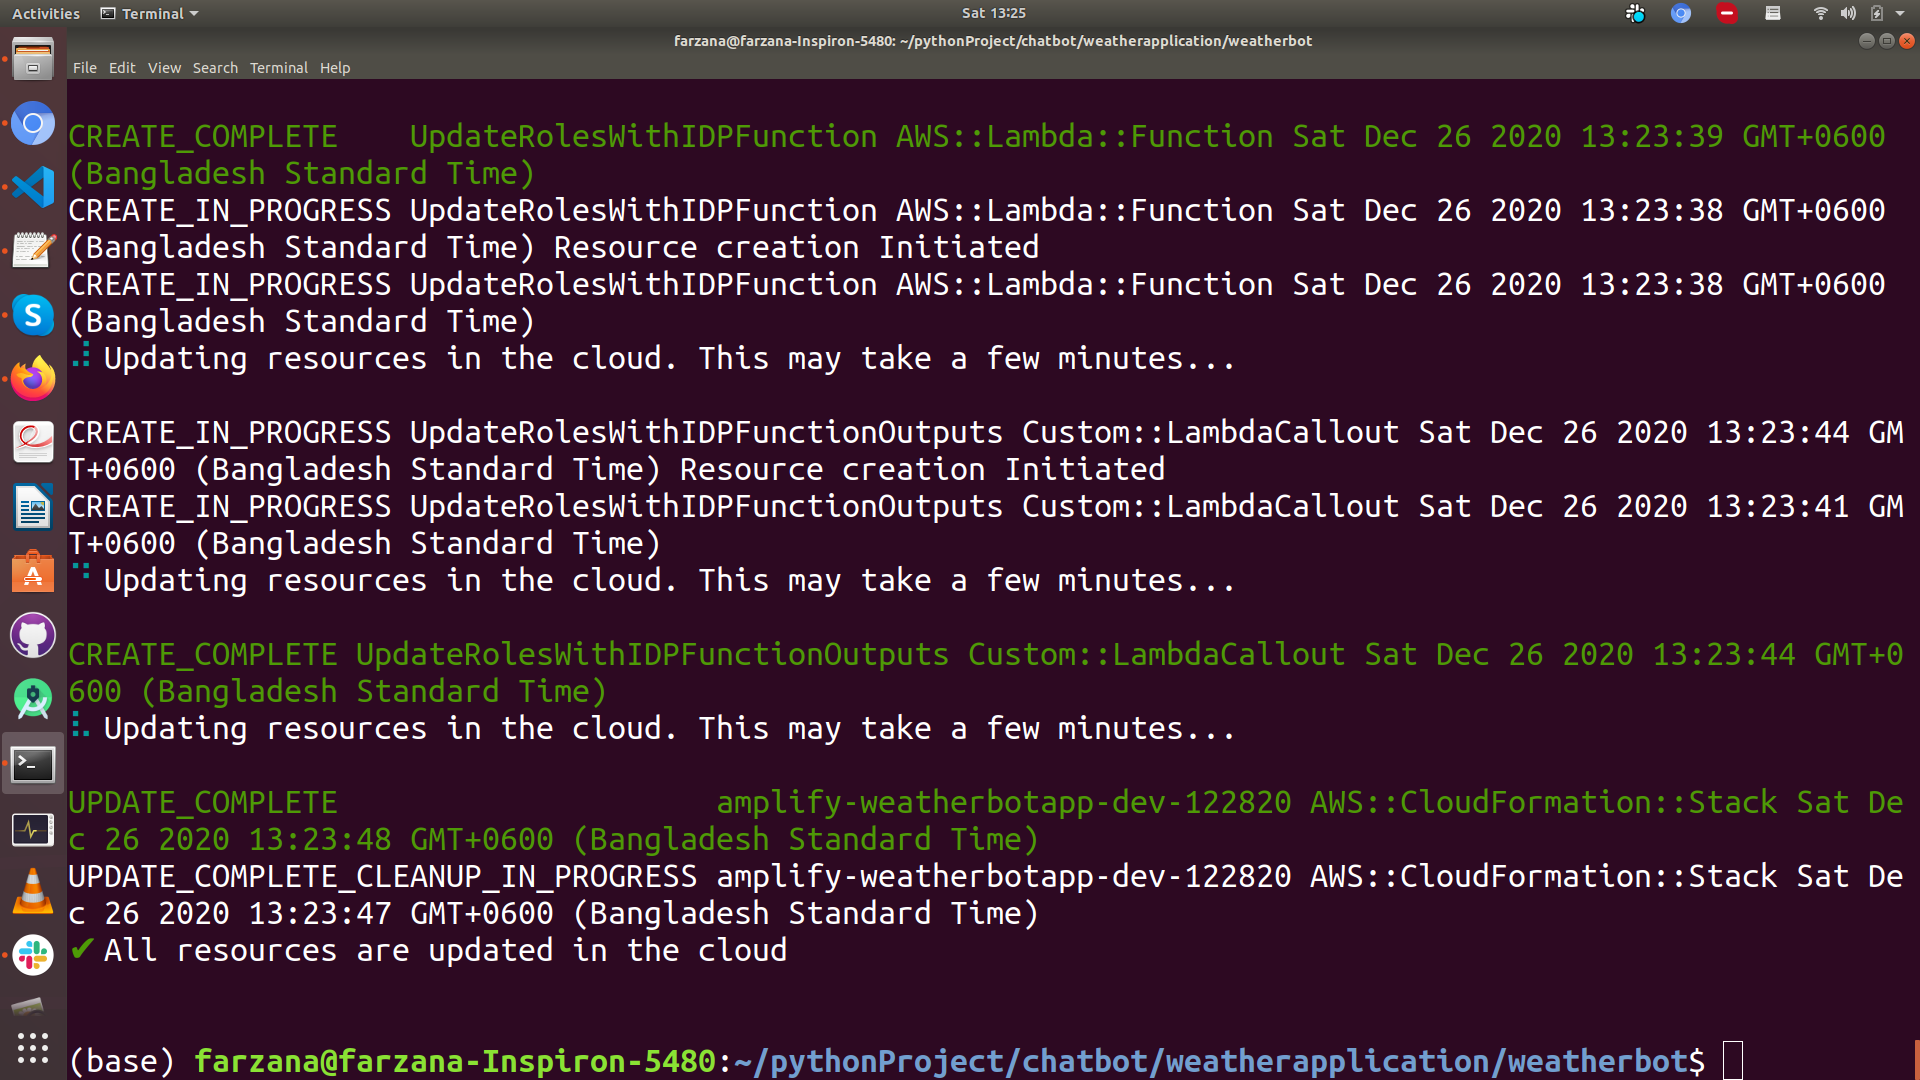 Activities Terminal Sat 13:25
farzana@farzana-Inspiron-5480: ~/pythonProject/chatbot/weatherapplication/weatherbot
File Edit View Search Terminal Help
CREATE_COMPLETE    UpdateRolesWithIDPFunction AWS::Lambda::Function Sat Dec 26 2020 13:23:39 GMT+0600
(Bangladesh Standard Time)
CREATE_IN_PROGRESS UpdateRolesWithIDPFunction AWS::Lambda::Function Sat Dec 26 2020 13:23:38 GMT+0600
(Bangladesh Standard Time) Resource creation Initiated
CREATE_IN_PROGRESS UpdateRolesWithIDPFunction AWS::Lambda::Function Sat Dec 26 2020 13:23:38 GMT+0600
(Bangladesh Standard Time)
Updating resources in the cloud. This may take a few minutes...
CREATE_IN_PROGRESS UpdateRolesWithIDPFunctionOutputs Custom::LambdaCallout Sat Dec 26 2020 13:23:44 GM
T+0600 (Bangladesh Standard Time) Resource creation Initiated
CREATE_IN_PROGRESS UpdateRolesWithIDPFunctionOutputs Custom::LambdaCallout Sat Dec 26 2020 13:23:41 GM
T+0600 (Bangladesh Standard Time)
Updating resources in the cloud. This may take a few minutes...
CREATE_COMPLETE UpdateRolesWithIDPFunctionOutputs Custom::LambdaCallout Sat Dec 26 2020 13:23:44 GMT+0
600 (Bangladesh Standard Time)
Updating resources in the cloud. This may take a few minutes...
UPDATE_COMPLETE                     amplify-weatherbotapp-dev-122820 AWS::CloudFormation::Stack Sat De
c 26 2020 13:23:48 GMT+0600 (Bangladesh Standard Time)
UPDATE_COMPLETE_CLEANUP_IN_PROGRESS amplify-weatherbotapp-dev-122820 AWS::CloudFormation::Stack Sat De
c 26 2020 13:23:47 GMT+0600 (Bangladesh Standard Time)
✔ All resources are updated in the cloud
(base) farzana@farzana-Inspiron-5480:~/pythonProject/chatbot/weatherapplication/weatherbot$